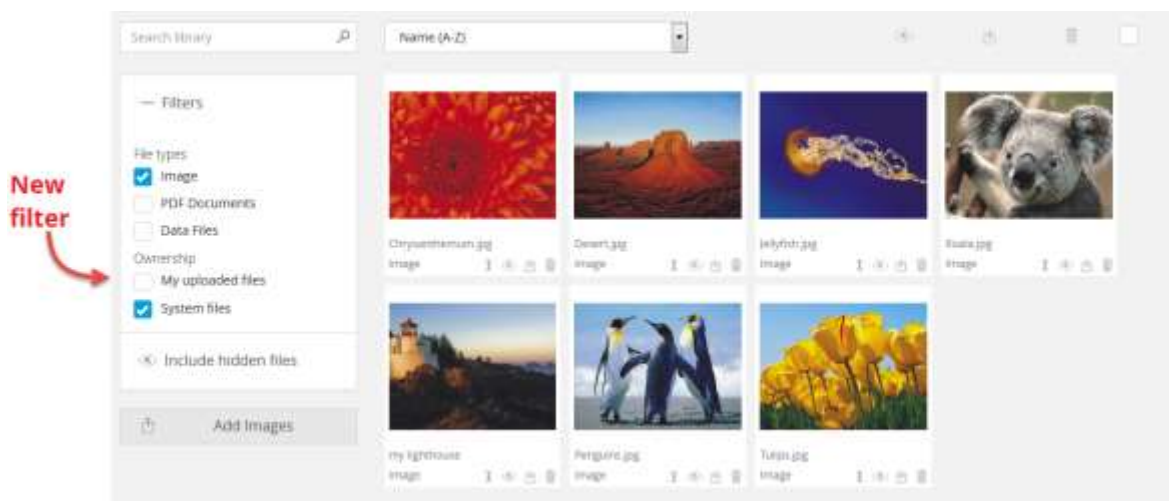 Search library
Name (A-Z)
Filters
File types
Image
PDF Documents
Data Files
Ownership
My uploaded files
System files
Include hidden files
Add Images
New
filter
Chrysanthemum.jpg
Image
Desert.jpg
Image
Jellyfish.jpg
Image
Koala.jpg
Image
my lighthouse
Image
Penguins.jpg
Image
Tulips.jpg
Image